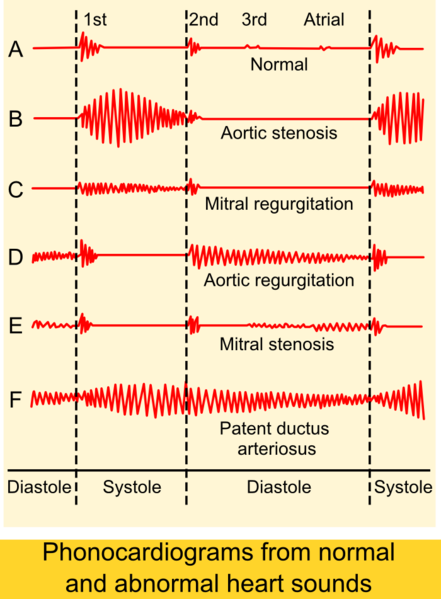 1st 2nd 3rd Atrial
A
Normal
B
Aortic stenosis
C
Mitral regurgitation
D
Aortic regurgitation
E
Mitral stenosis
F
Patent ductus
arteriosus
Diastole Systole Diastole Systole
Phonocardiograms from normal
and abnormal heart sounds